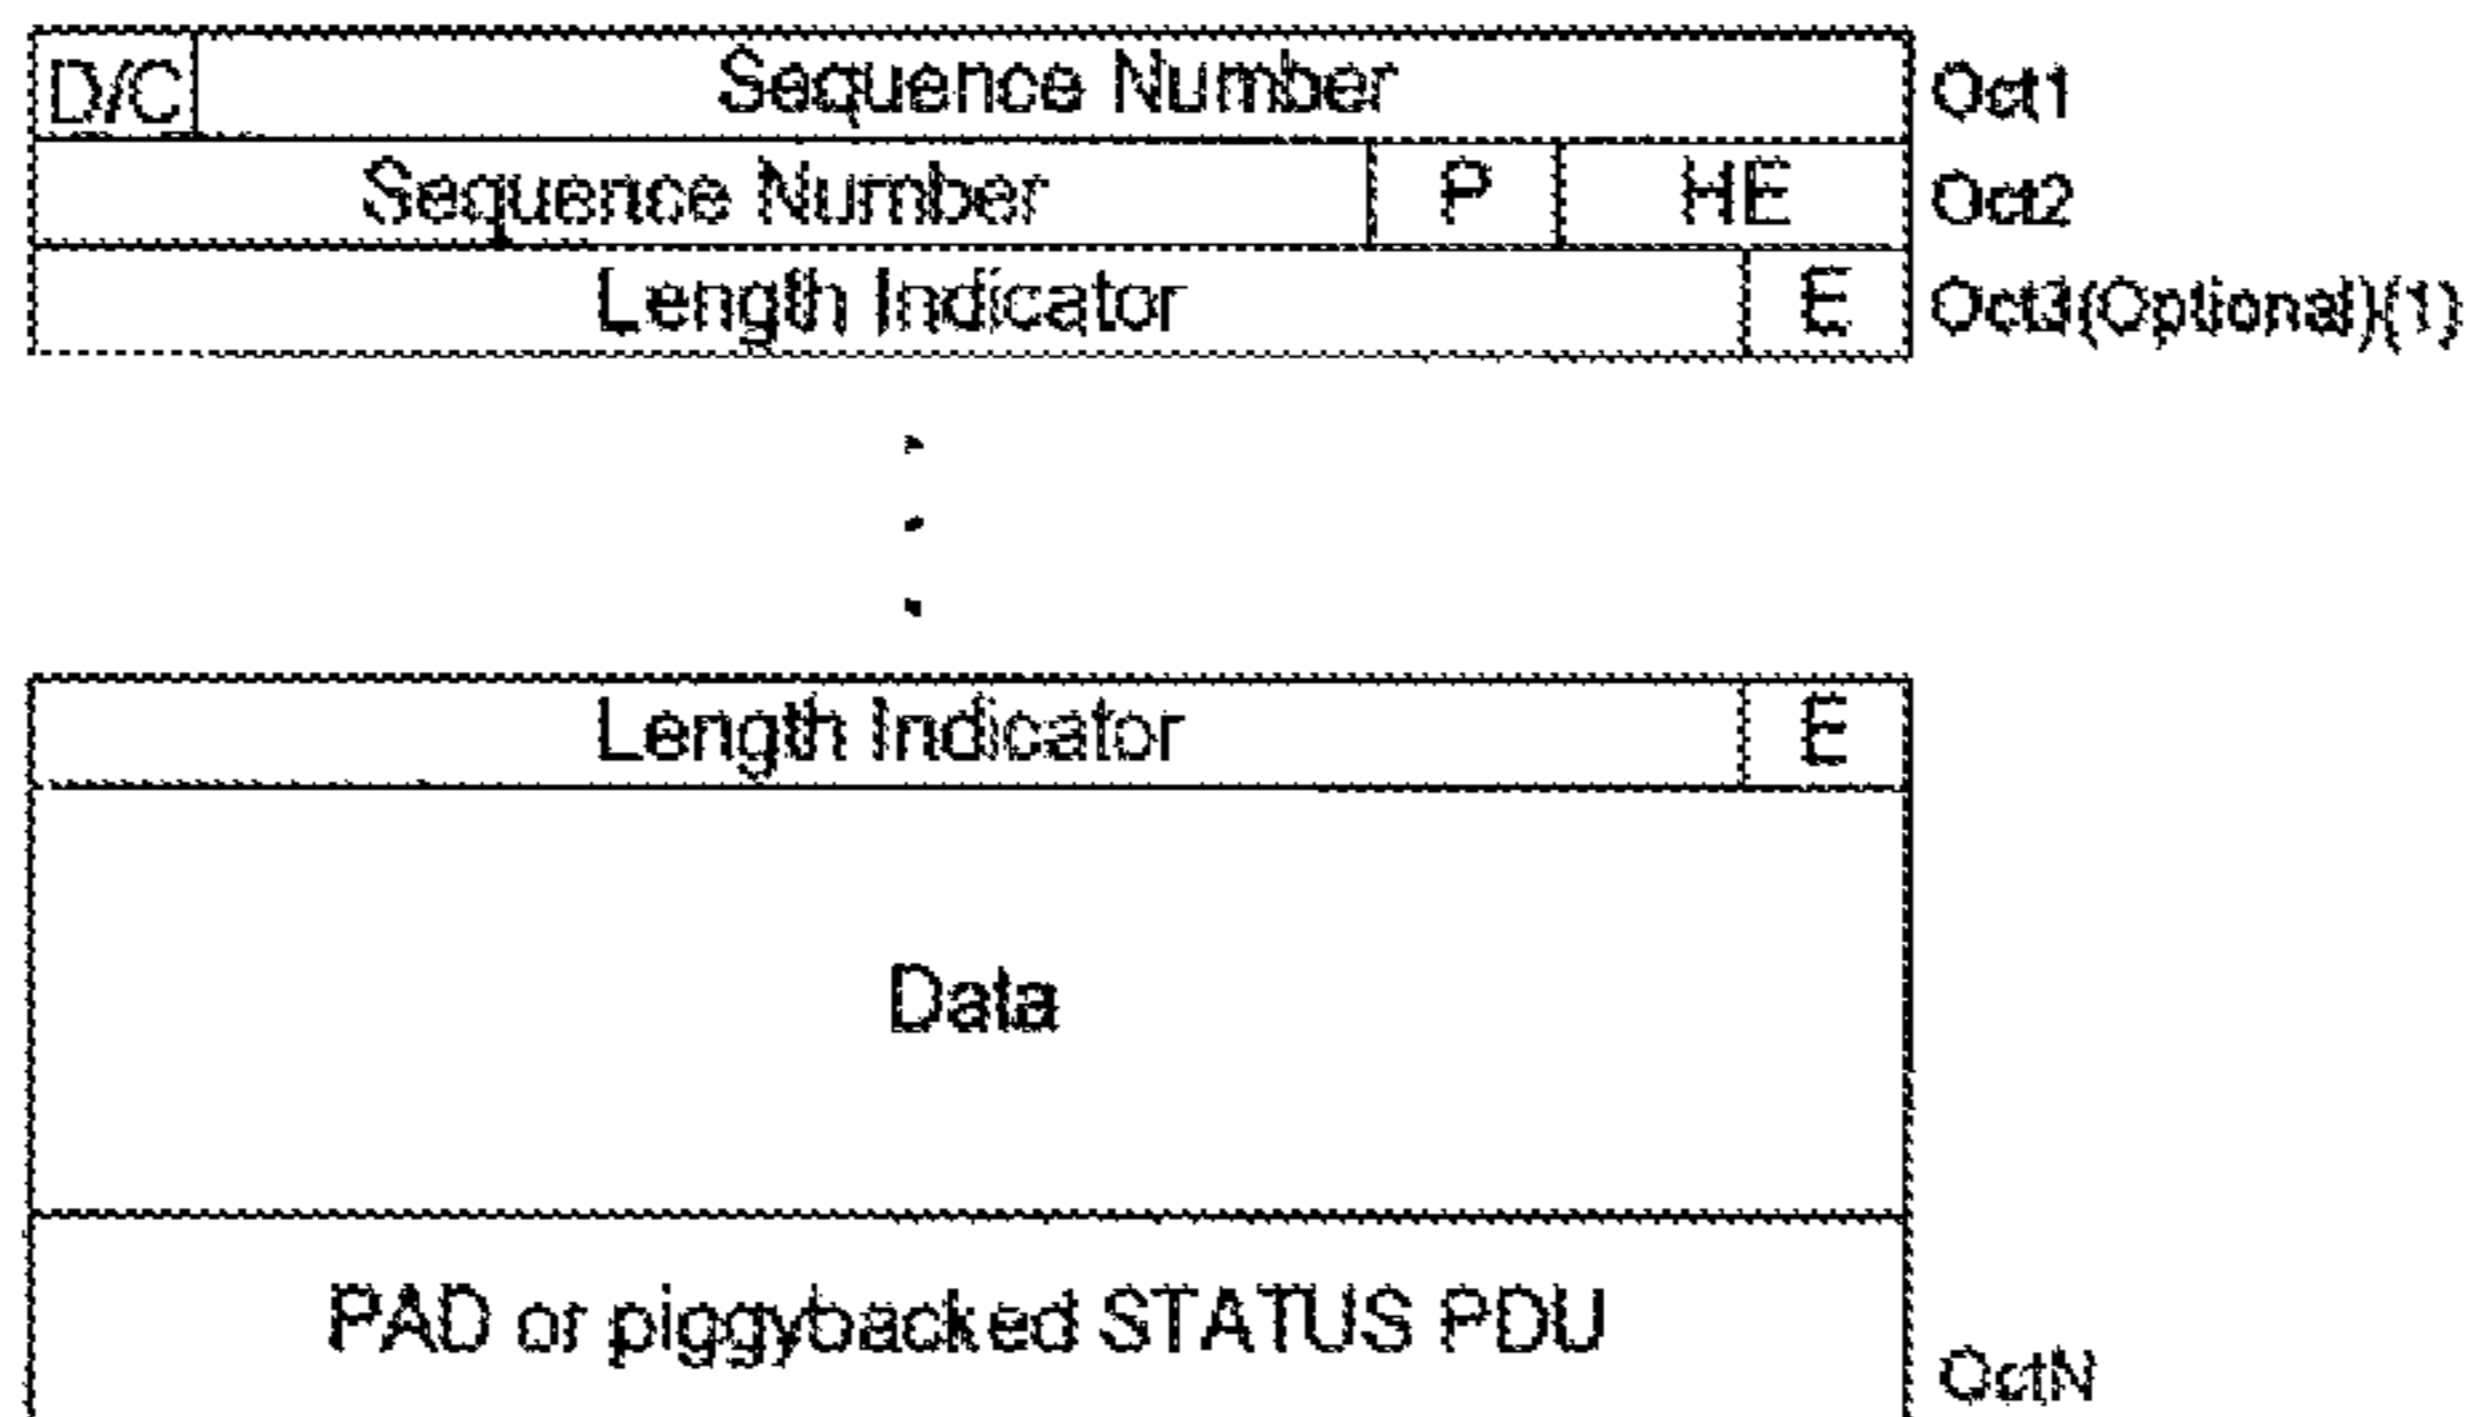 D/C Sequence Number Oct1
Sequence Number P HE Oct2
Length Indicator E Oct3(Optional)(1)
Length Indicator E
Data
PAD or piggybacked STATUS PDU
OctN